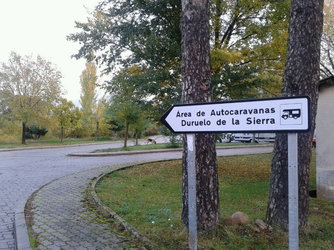 Área de Autocaravanas
Duruelo de la Sierra